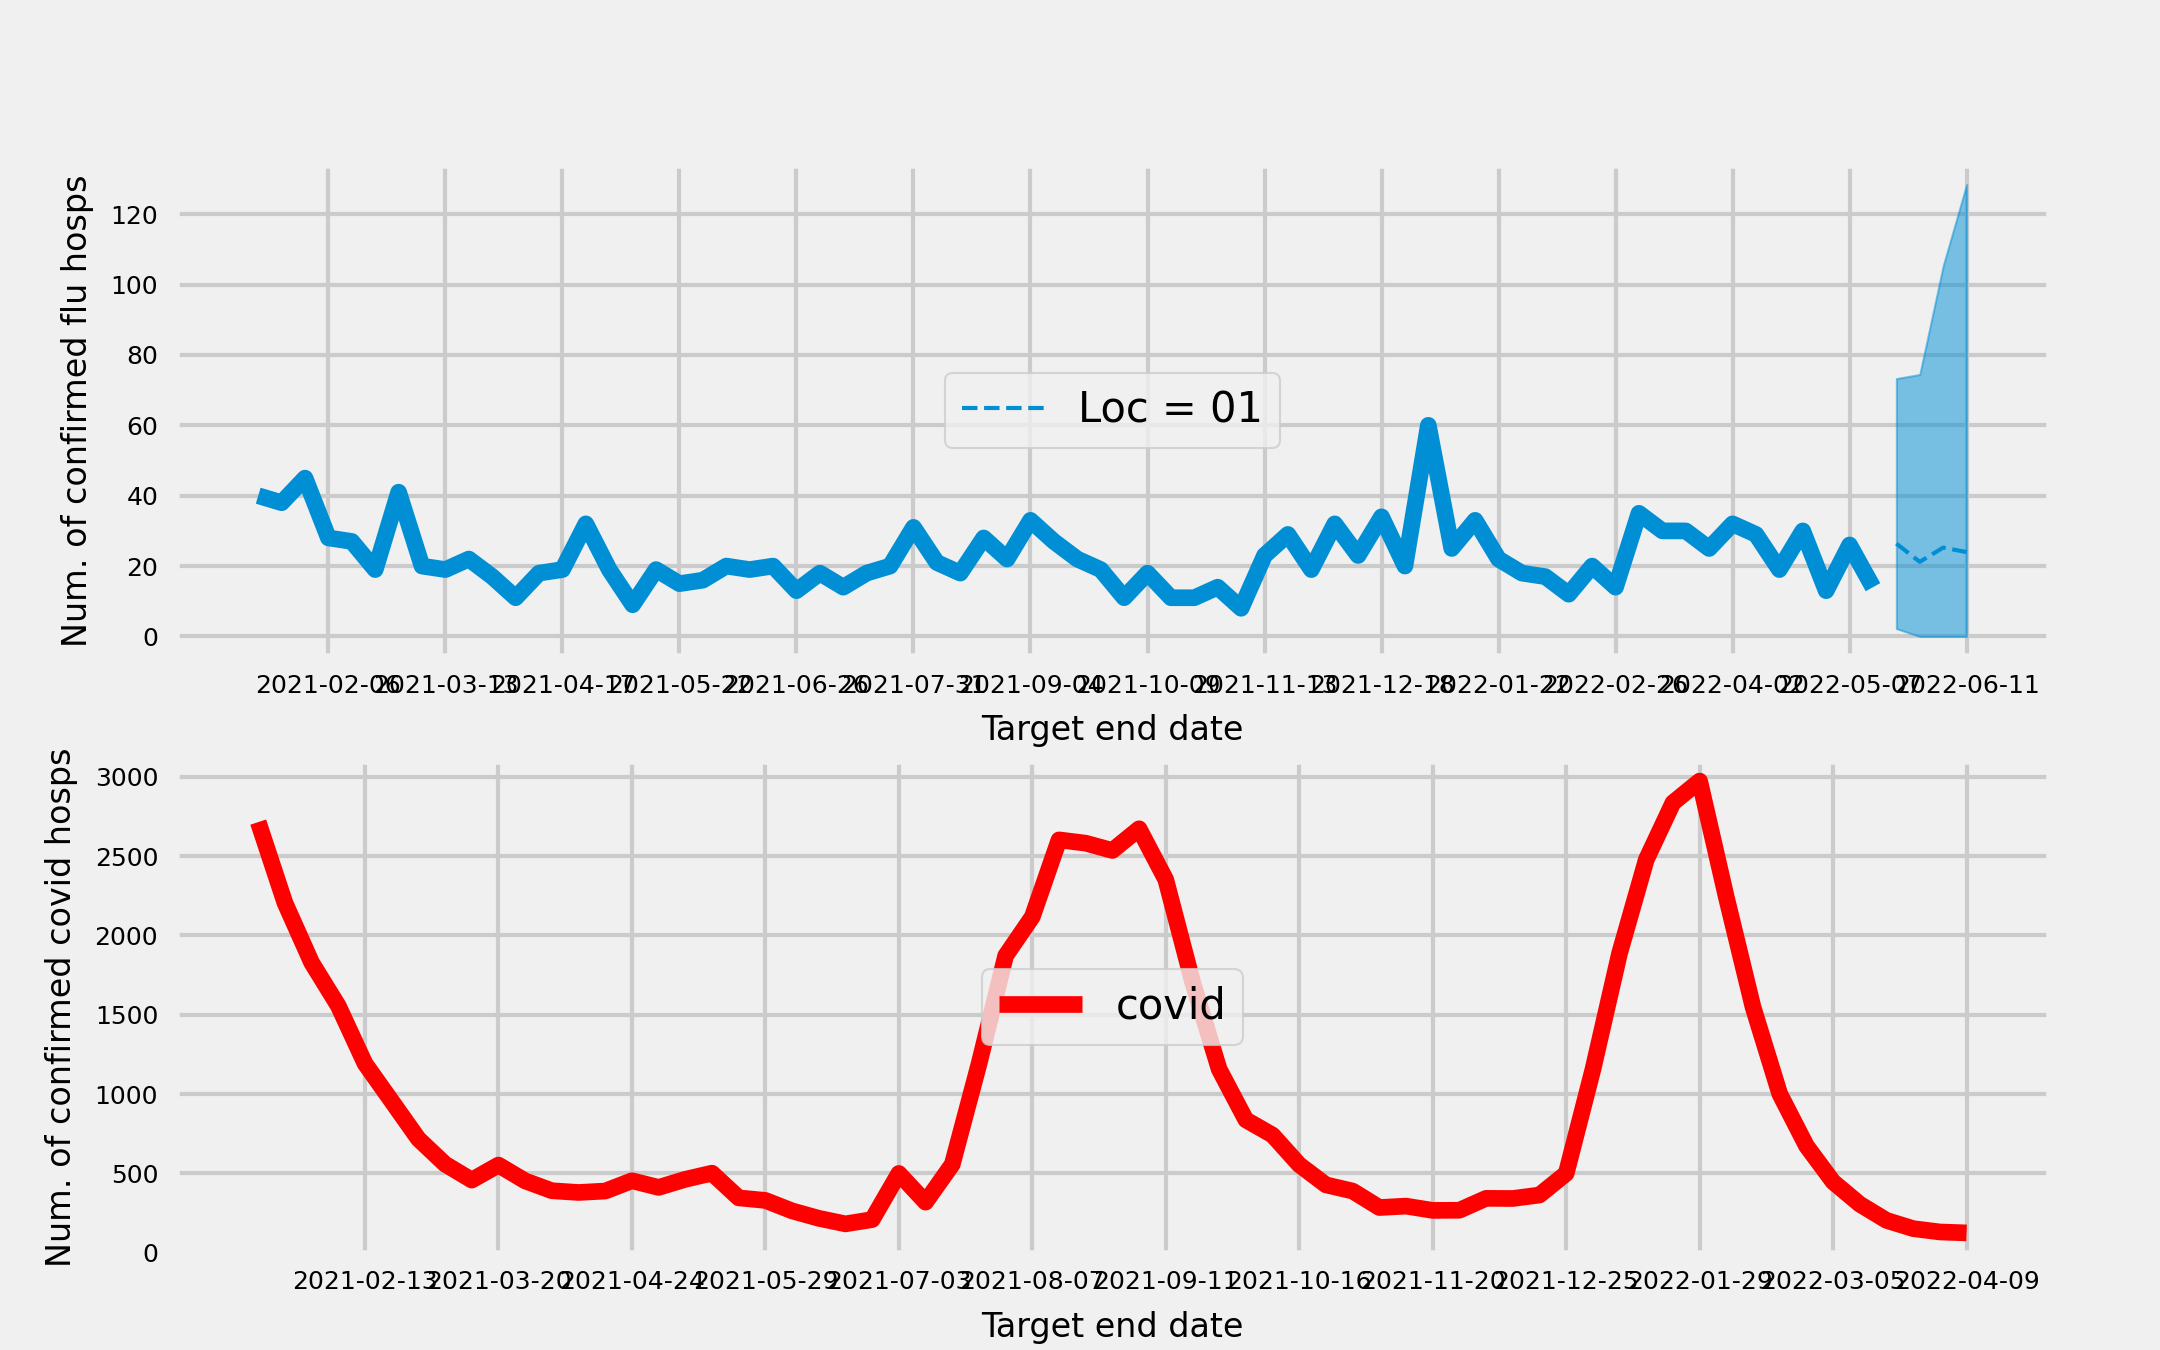 Num. of confirmed flu hosps
120
100
80
60
40
20
0
Loc = 01
2021-02-06 2021-03-13 2021-04-17 2021-05-22 2021-06-26 2021-07-31 2021-09-04 2021-10-09 2021-11-13 2021-12-18 2022-01-22 2022-02-26 2022-04-02 2022-05-07 2022-06-11
Target end date
Num. of confirmed covid hosps
3000
2500
2000
1500
1000
500
0
covid
2021-02-13 2021-03-20 2021-04-24 2021-05-29 2021-07-03 2021-08-07 2021-09-11 2021-10-16 2021-11-20 2021-12-25 2022-01-29 2022-03-05 2022-04-09
Target end date